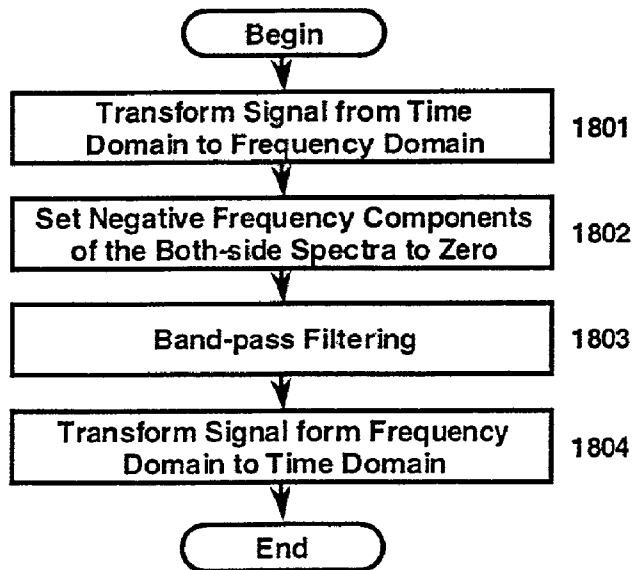 Begin
Transform Signal from Time
Domain to Frequency Domain
1801
Set Negative Frequency Components
of the Both-side Spectra to Zero
1802
Band-pass Filtering
1803
Transform Signal form Frequency
Domain to Time Domain
1804
End